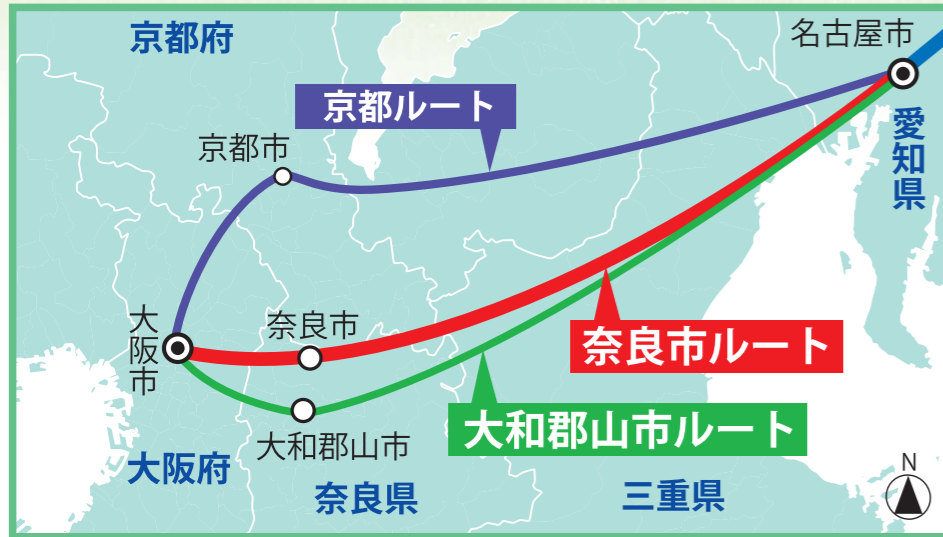 京都府
名古屋市
京都ルート
愛知県
京都市
大阪市
奈良市
奈良市ルート
大和郡山市ルート
大和郡山市
大阪府
奈良県
三重県
N